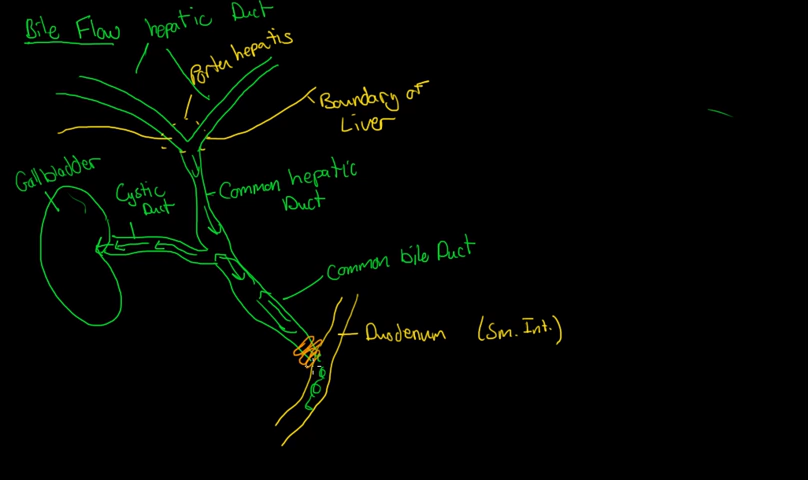 Bile Flow
hepatic Duct
Porta hepatis
Boundary of
Liver
Gallbladder
Cystic
Duct
Common hepatic
Duct
Common bile Duct
Duodenum (Sm. Int.)